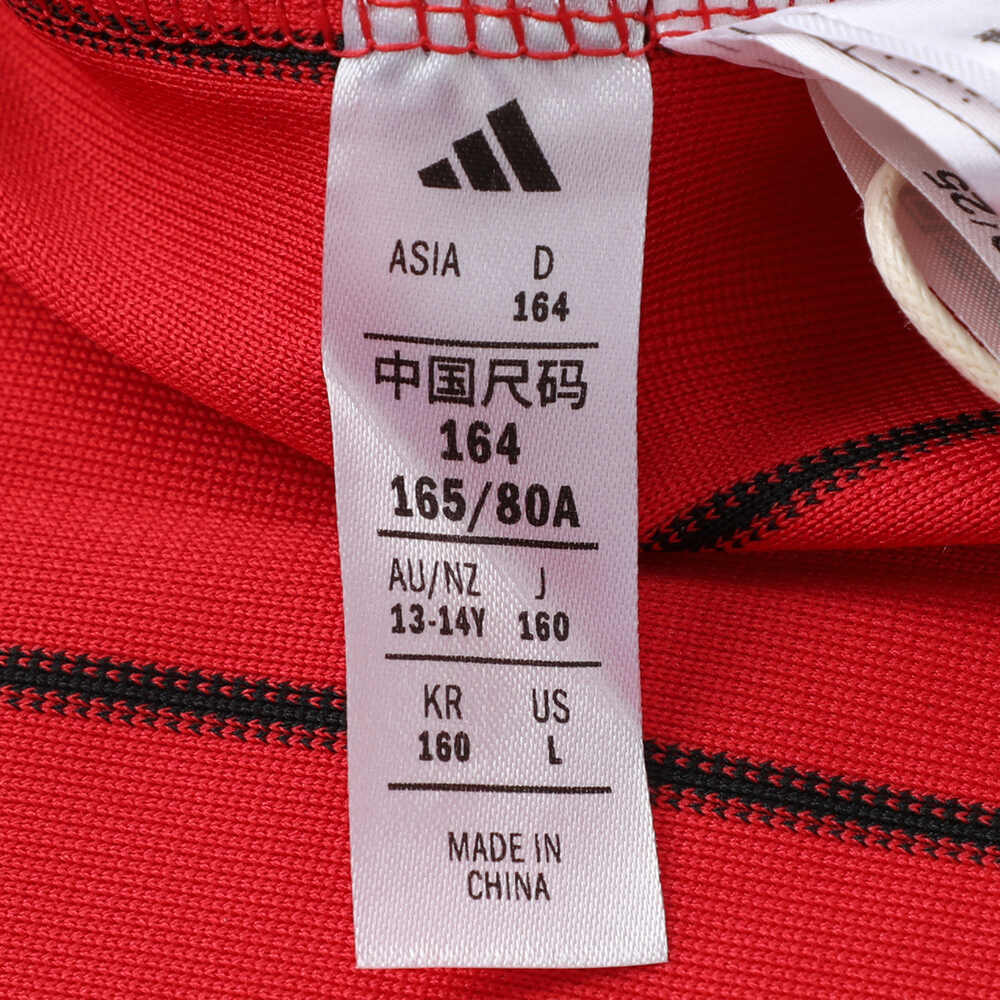 ASIA D
164
中国尺码
164
165/80A
AU/NZ J
13-14Y 160
KR US
160 L
MADE IN
CHINA
/25